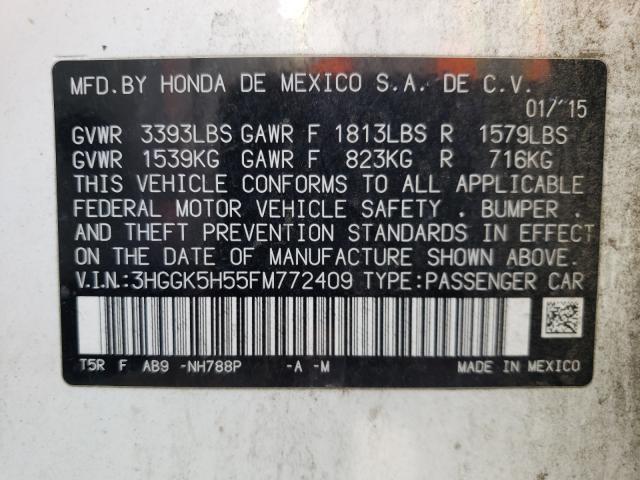 MFD.BY HONDA DE MEXICO S.A. DE C.V.
01/'15
GVWR 3393LBS GAWR F 1813LBS R 1579LBS
GVWR 1539KG GAWR F 823KG R 716KG
THIS VEHICLE CONFORMS TO ALL APPLICABLE
FEDERAL MOTOR VEHICLE SAFETY , BUMPER ,
AND THEFT PREVENTION STANDARDS IN EFFECT
ON THE DATE OF MANUFACTURE SHOWN ABOVE.
V.I.N.:3HGGK5H55FM772409 TYPE:PASSENGER CAR
T5R F AB9 -NH788P -A -M MADE IN MEXICO